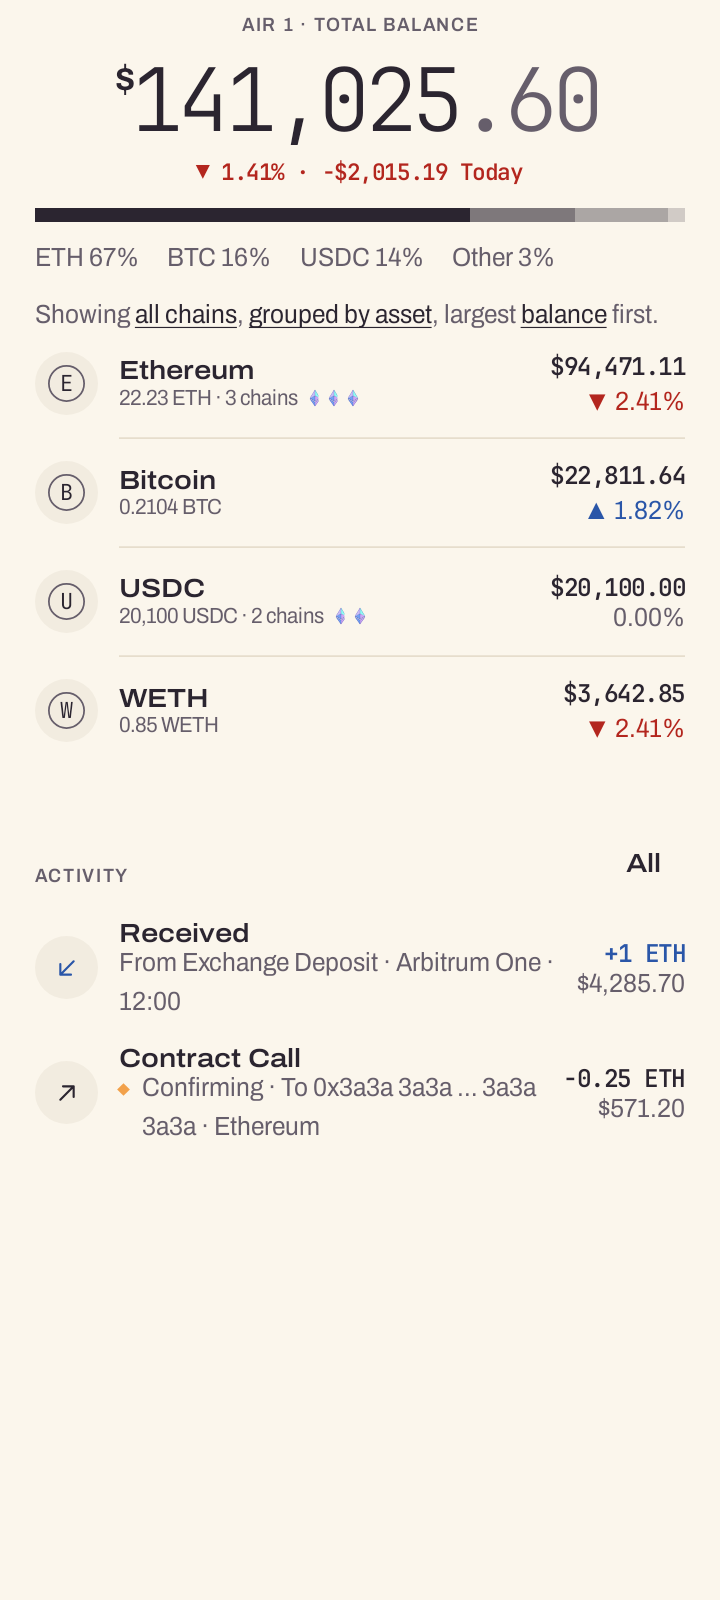 AIR 1 · TOTAL BALANCE
$141,025.60
▼ 1.41% · -$2,015.19 Today
ETH 67% BTC 16% USDC 14% Other 3%
Showing all chains, grouped by asset, largest balance first.
E Ethereum $94,471.11
22.23 ETH · 3 chains ▼ 2.41%
B Bitcoin $22,811.64
0.2104 BTC ▲ 1.82%
U USDC $20,100.00
20,100 USDC · 2 chains 0.00%
W WETH $3,642.85
0.85 WETH ▼ 2.41%
ACTIVITY All
Received +1 ETH
From Exchange Deposit · Arbitrum One · $4,285.70
12:00
Contract Call -0.25 ETH
Confirming · To 0x3a3a 3a3a ... 3a3a $571.20
3a3a · Ethereum